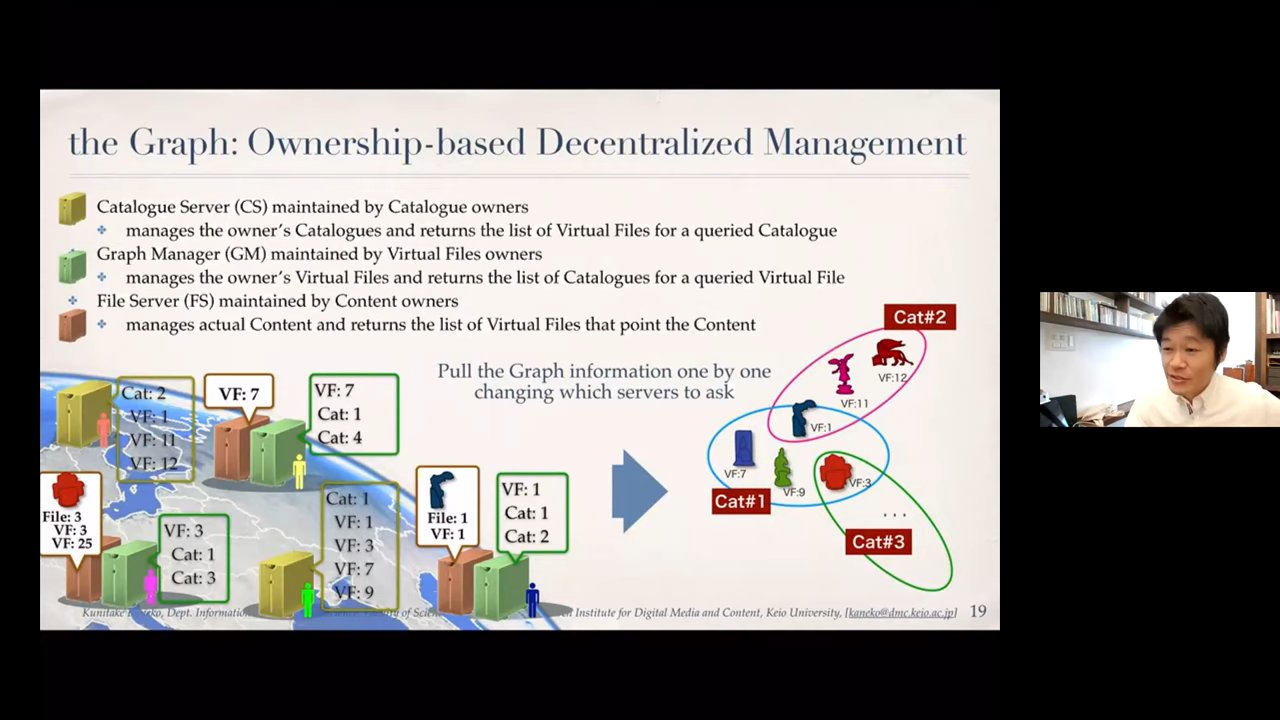 the Graph: Ownership-based Decentralized Management
Catalogue Server (CS) maintained by Catalogue owners
manages the owner's Catalogues and returns the list of Virtual Files for a queried Catalogue
Graph Manager (GM) maintained by Virtual Files owners
manages the owner's Virtual Files and returns the list of Catalogues for a queried Virtual File
File Server (FS) maintained by Content owners
manages actual Content and returns the list of Virtual Files that point the Content
Pull the Graph information one by one
changing which servers to ask
Cat: 2
VF: 1
VF: 11
VF: 12
VF: 7
VF: 7
Cat: 1
Cat: 4
File: 3
VF: 3
VF: 25
VF: 3
Cat: 1
Cat: 3
Cat: 1
VF: 1
VF: 3
VF: 7
VF: 9
File: 1
VF: 1
VF: 1
Cat: 1
Cat: 2
Cat#2
VF:12
VF:11
VF:1
VF:7
VF:9
VF:3
Cat#1
. . .
Cat#3
Dept. Institute for Digital Media and Content, Keio University, [kaneko@dmc.keio.ac.jp] 19